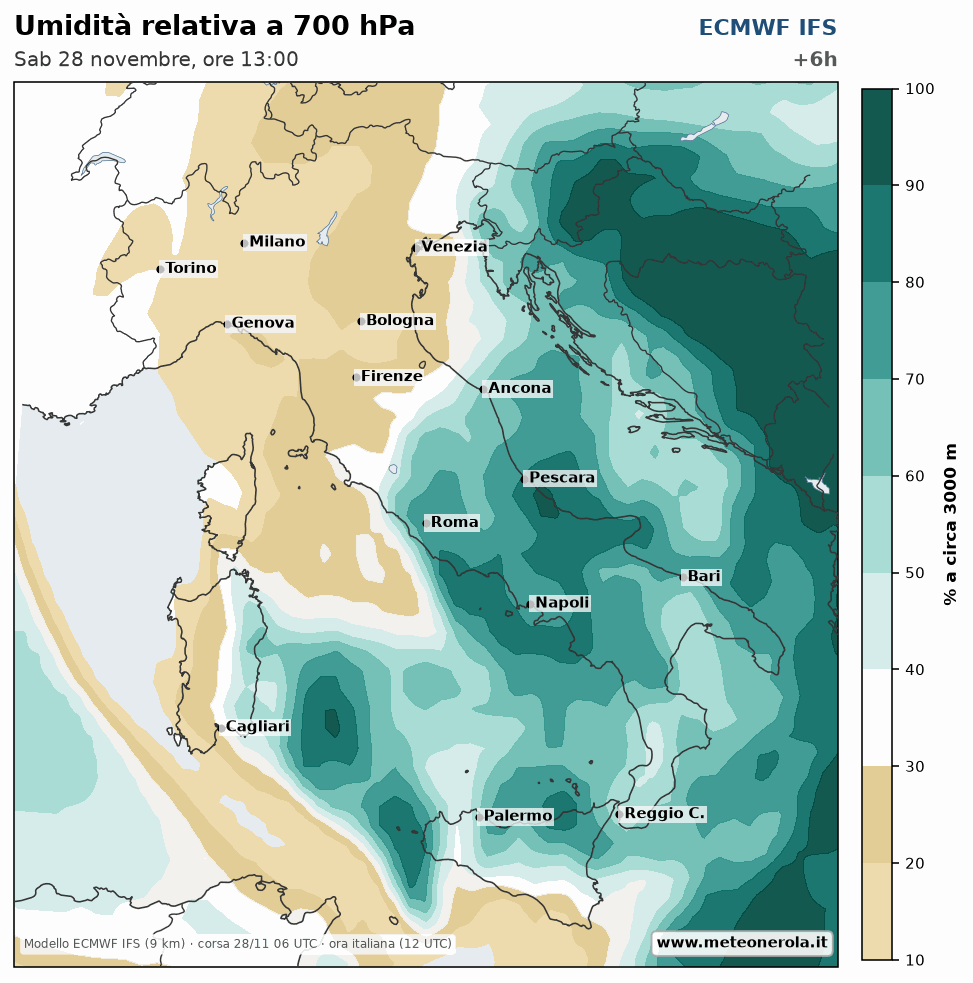 Umidità relativa a 700 hPa
ECMWF IFS
Sab 28 novembre, ore 13:00
+6h
Milano
Venezia
Torino
Genova
Bologna
Firenze
Ancona
Pescara
Roma
Bari
Napoli
Cagliari
Palermo
Reggio C.
Modello ECMWF IFS (9 km) · corsa 28/11 06 UTC · ora italiana (12 UTC)
www.meteonerola.it
100
90
80
70
60
50
40
30
20
10
% a circa 3000 m